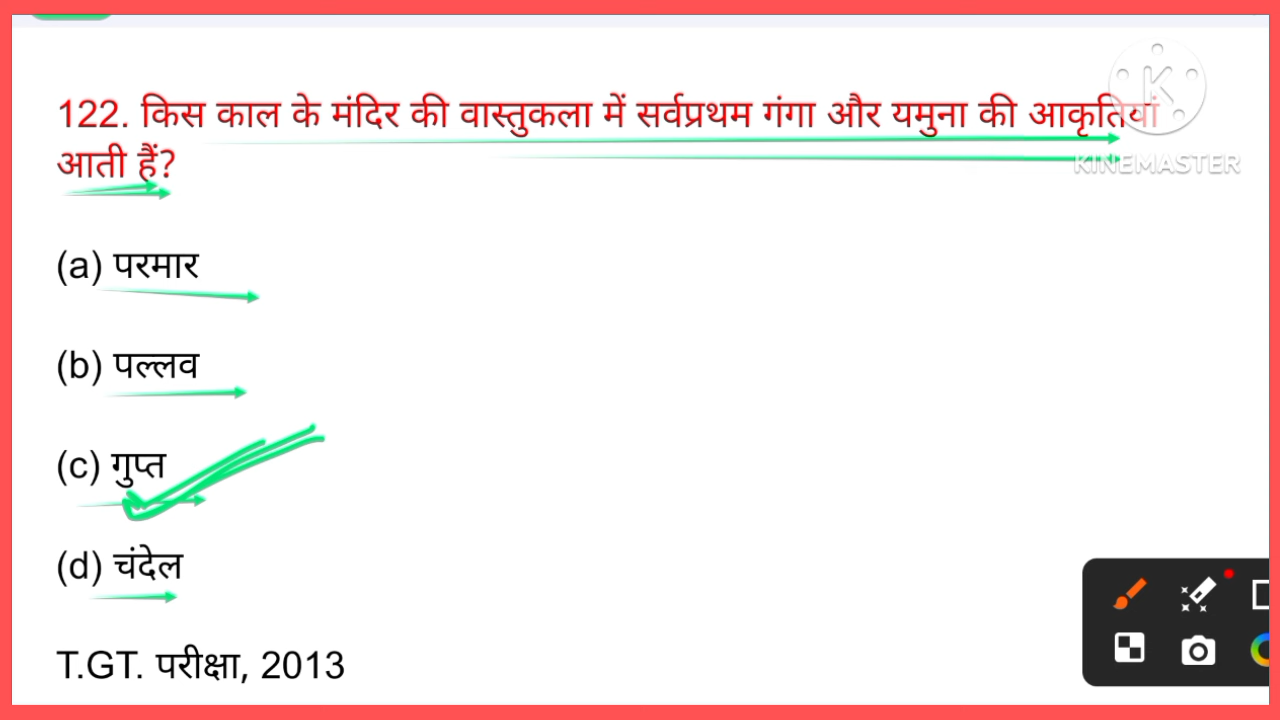 122. किस काल के मंदिर की वास्तुकला में सर्वप्रथम गंगा और यमुना की आकृतियां
आती हैं?
KINEMASTER
(a) परमार
(b) पल्लव
(c) गुप्त
(d) चंदेल
T.GT. परीक्षा, 2013